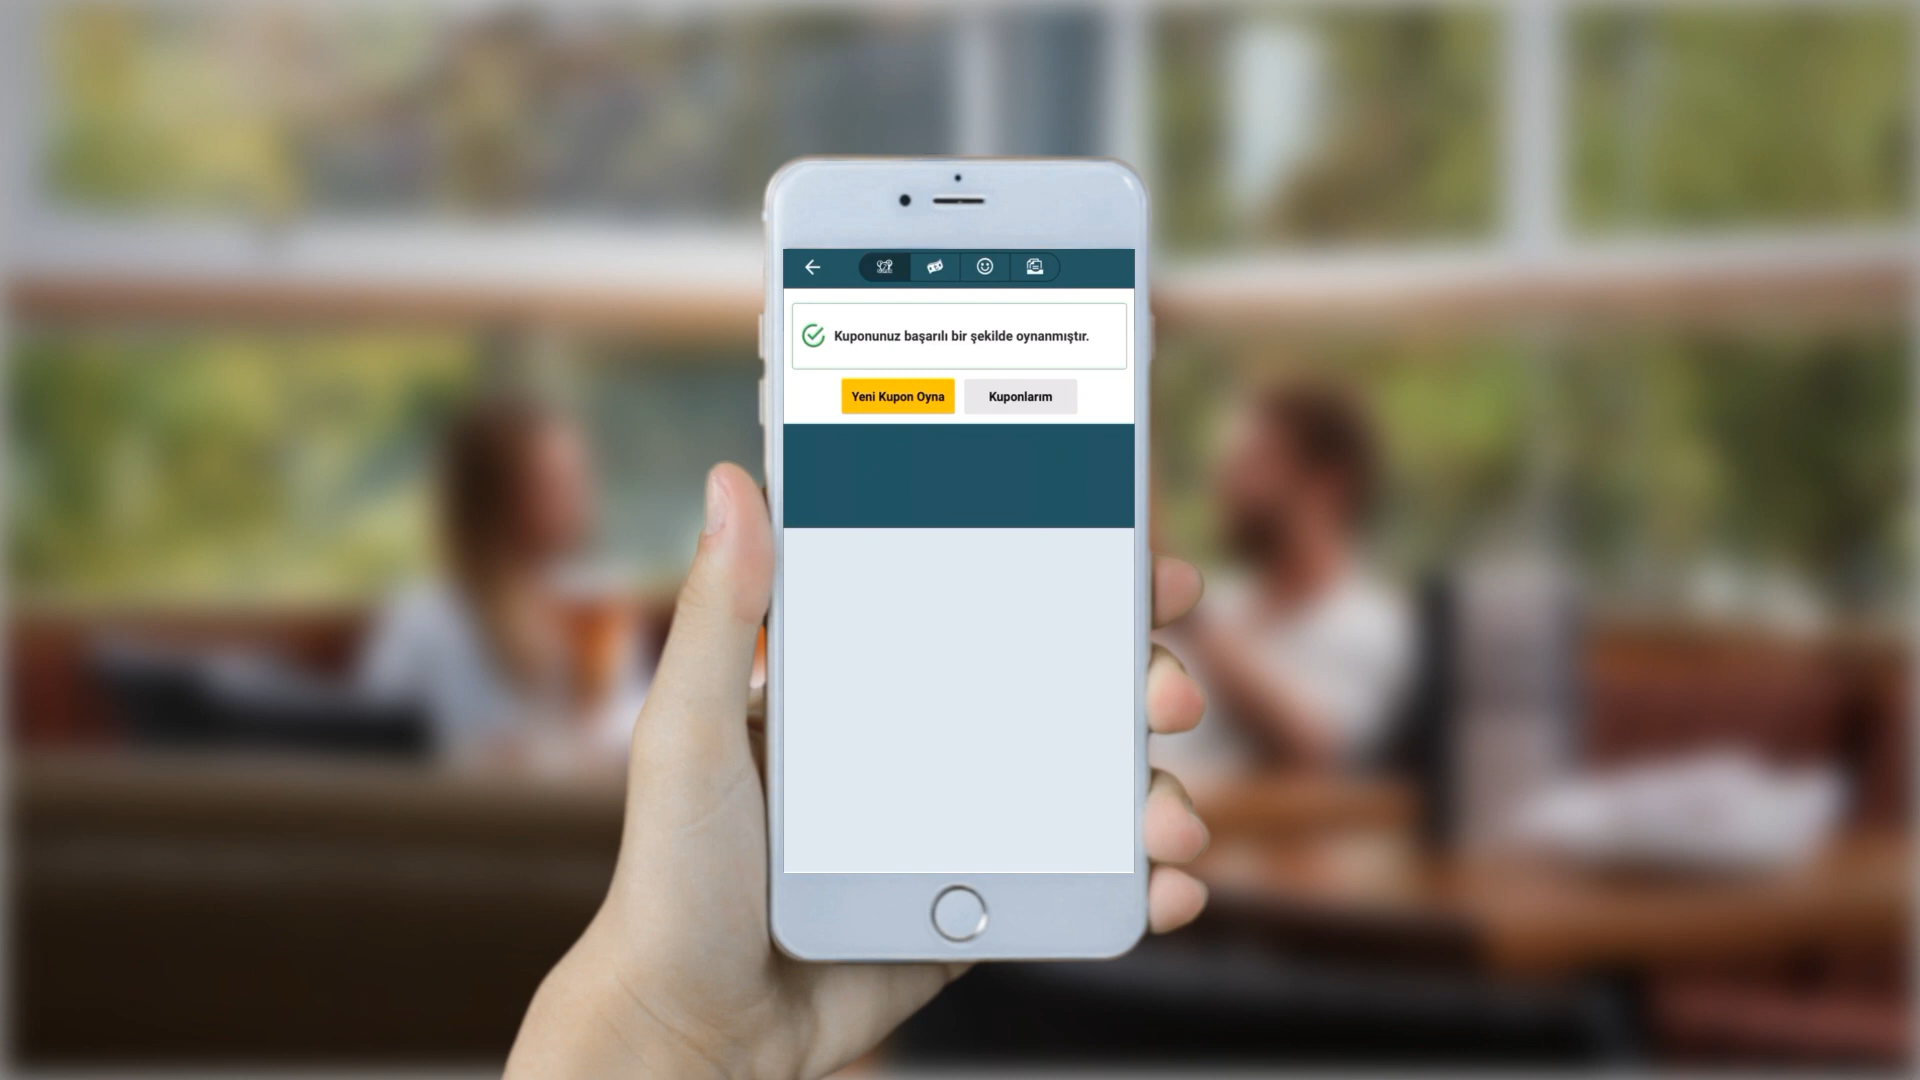 Kuponunuz başarılı bir şekilde oynanmıştır.
Yeni Kupon Oyna
Kuponlarım